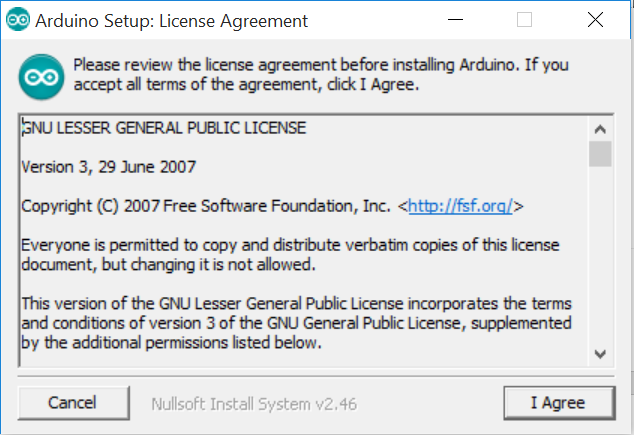 Arduino Setup: License Agreement
Please review the license agreement before installing Arduino. If you
accept all terms of the agreement, click I Agree.
GNU LESSER GENERAL PUBLIC LICENSE
Version 3, 29 June 2007
Copyright (C) 2007 Free Software Foundation, Inc. <http://fsf.org/>
Everyone is permitted to copy and distribute verbatim copies of this license
document, but changing it is not allowed.
This version of the GNU Lesser General Public License incorporates the terms
and conditions of version 3 of the GNU General Public License, supplemented
by the additional permissions listed below.
Cancel
Nullsoft Install System v2.46
I Agree